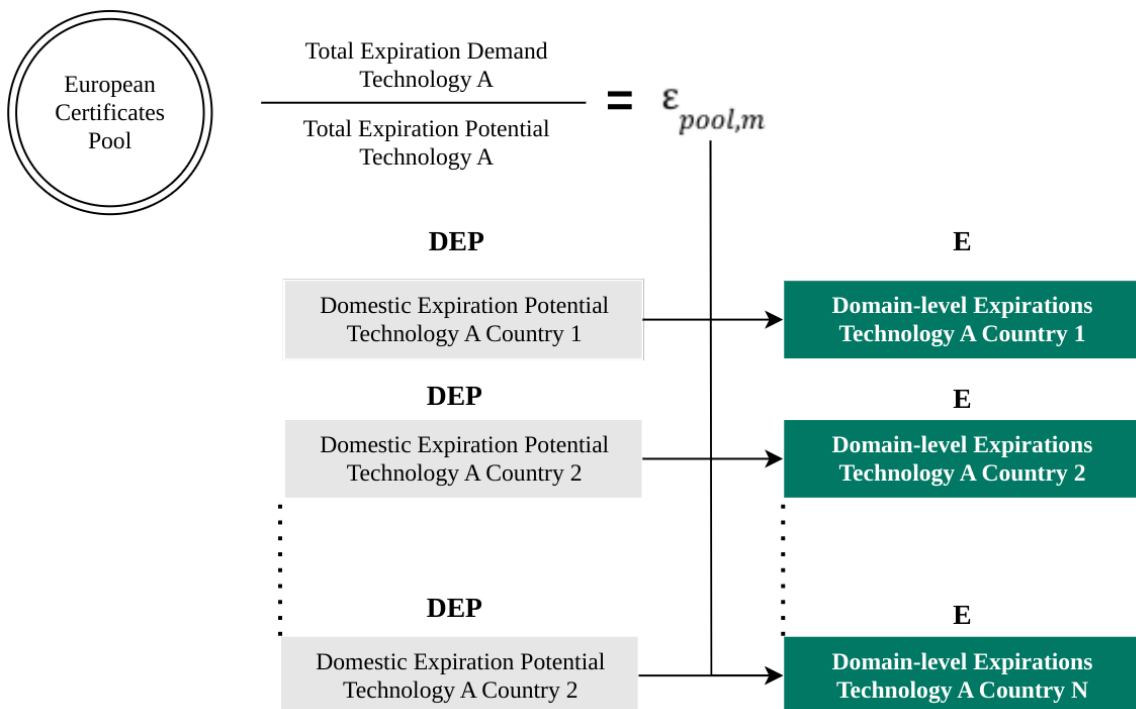 European
Certificates
Pool
Total Expiration Demand
Technology A
Total Expiration Potential
Technology A
=
ε pool,m
DEP
E
Domestic Expiration Potential
Technology A Country 1
Domain-level Expirations
Technology A Country 1
DEP
E
Domestic Expiration Potential
Technology A Country 2
Domain-level Expirations
Technology A Country 2
DEP
E
Domestic Expiration Potential
Technology A Country 2
Domain-level Expirations
Technology A Country N